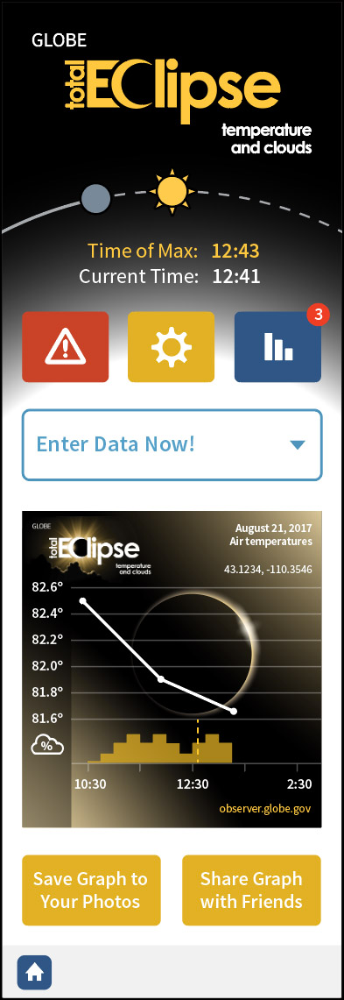 GLOBE
total EClipse
temperature
and clouds
Time of Max: 12:43
Current Time: 12:41
3
Enter Data Now!
GLOBE
total EClipse
temperature
and clouds
August 21, 2017
Air temperatures
43.1234, -110.3546
82.6°
82.4°
82.2°
82.0°
81.8°
81.6°
%
10:30 12:30 2:30
observer.globe.gov
Save Graph to
Your Photos
Share Graph
with Friends